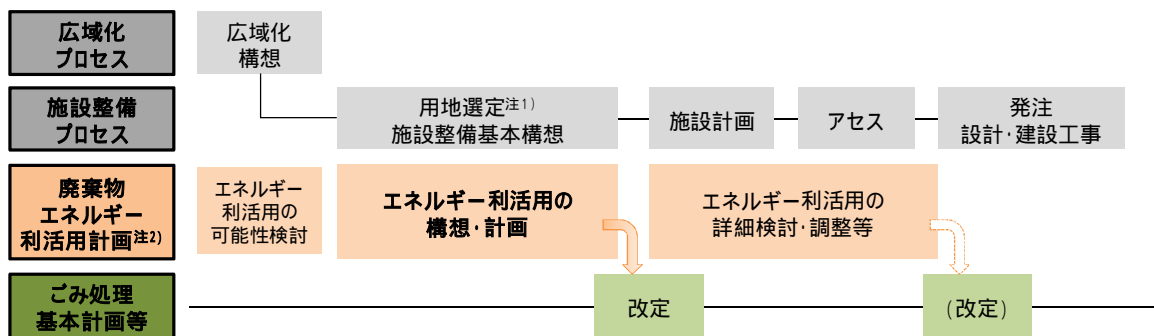 広域化
プロセス
広域化
構想
施設整備
プロセス
用地選定注1)
施設整備基本構想
施設計画
アセス
発注
設計・建設工事
廃棄物
エネルギー
利活用計画注2)
エネルギー
利活用の
可能性検討
エネルギー利活用の
構想・計画
エネルギー利活用の
詳細検討・調整等
ごみ処理
基本計画等
改定
(改定)